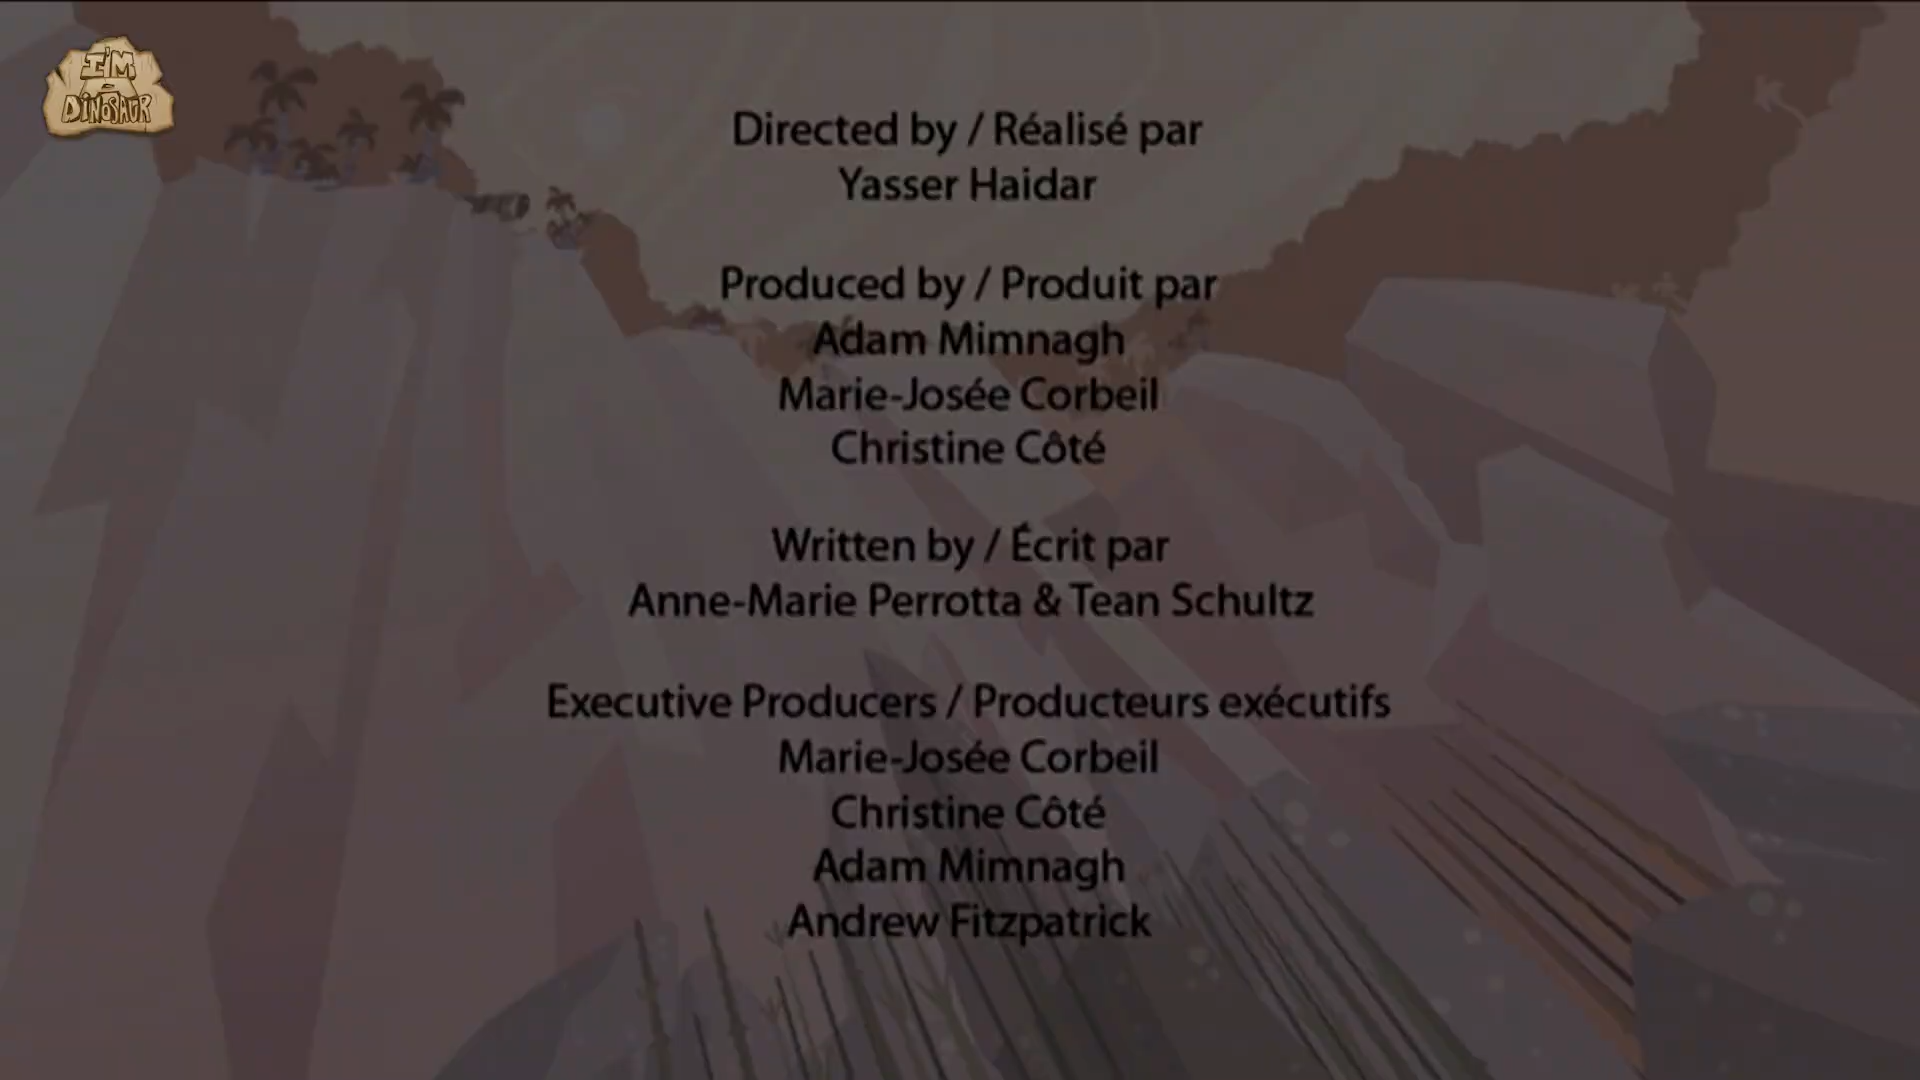 I'M
A
DINOSAUR
Directed by / Réalisé par
Yasser Haidar
Produced by / Produit par
Adam Mimnagh
Marie-Josée Corbeil
Christine Côté
Written by / Écrit par
Anne-Marie Perrotta & Tean Schultz
Executive Producers / Producteurs exécutifs
Marie-Josée Corbeil
Christine Côté
Adam Mimnagh
Andrew Fitzpatrick